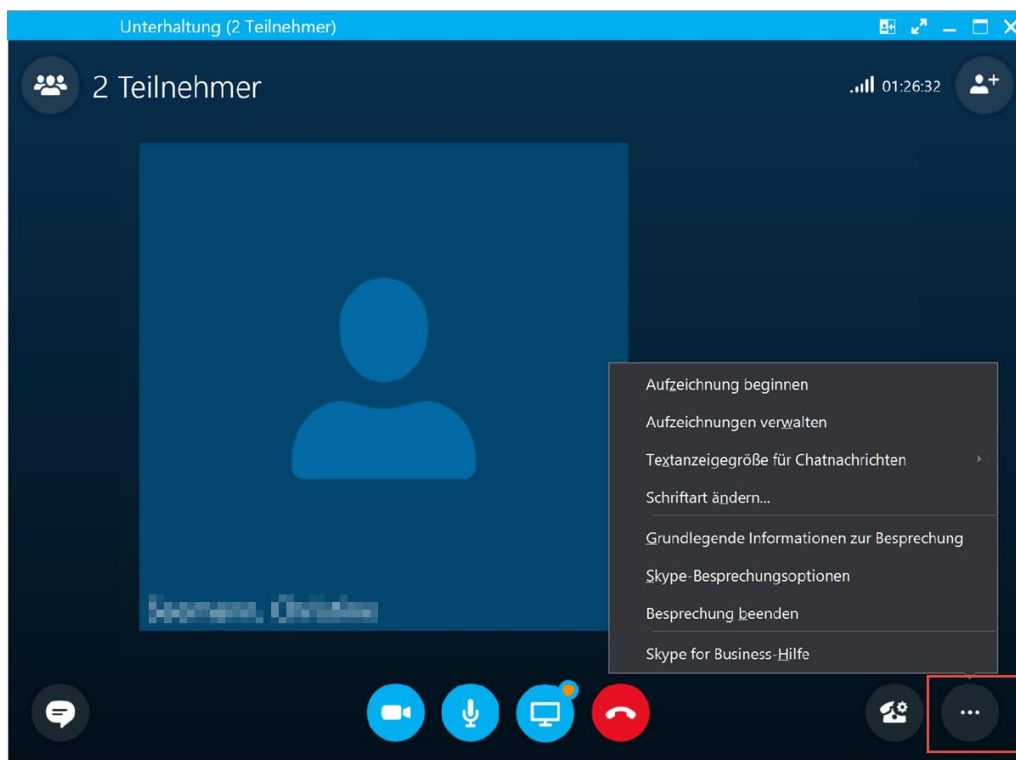 Unterhaltung (2 Teilnehmer)
2 Teilnehmer
01:26:32
Aufzeichnung beginnen
Aufzeichnungen verwalten
Textanzeigegröße für Chatnachrichten
Schriftart ändern...
Grundlegende Informationen zur Besprechung
Skype-Besprechungsoptionen
Besprechung beenden
Skype for Business-Hilfe